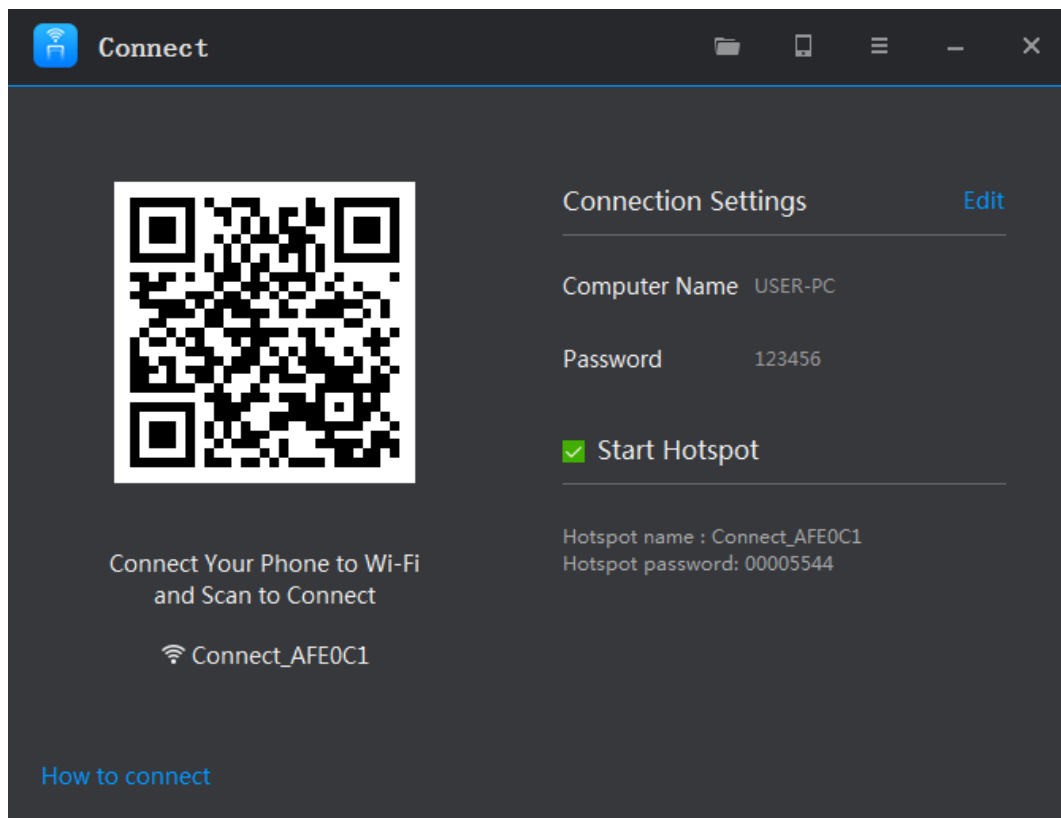 Connect
Connection Settings Edit
Computer Name USER-PC
Password 123456
Start Hotspot
Hotspot name : Connect_AFE0C1
Hotspot password: 00005544
Connect Your Phone to Wi-Fi
and Scan to Connect
Connect_AFE0C1
How to connect